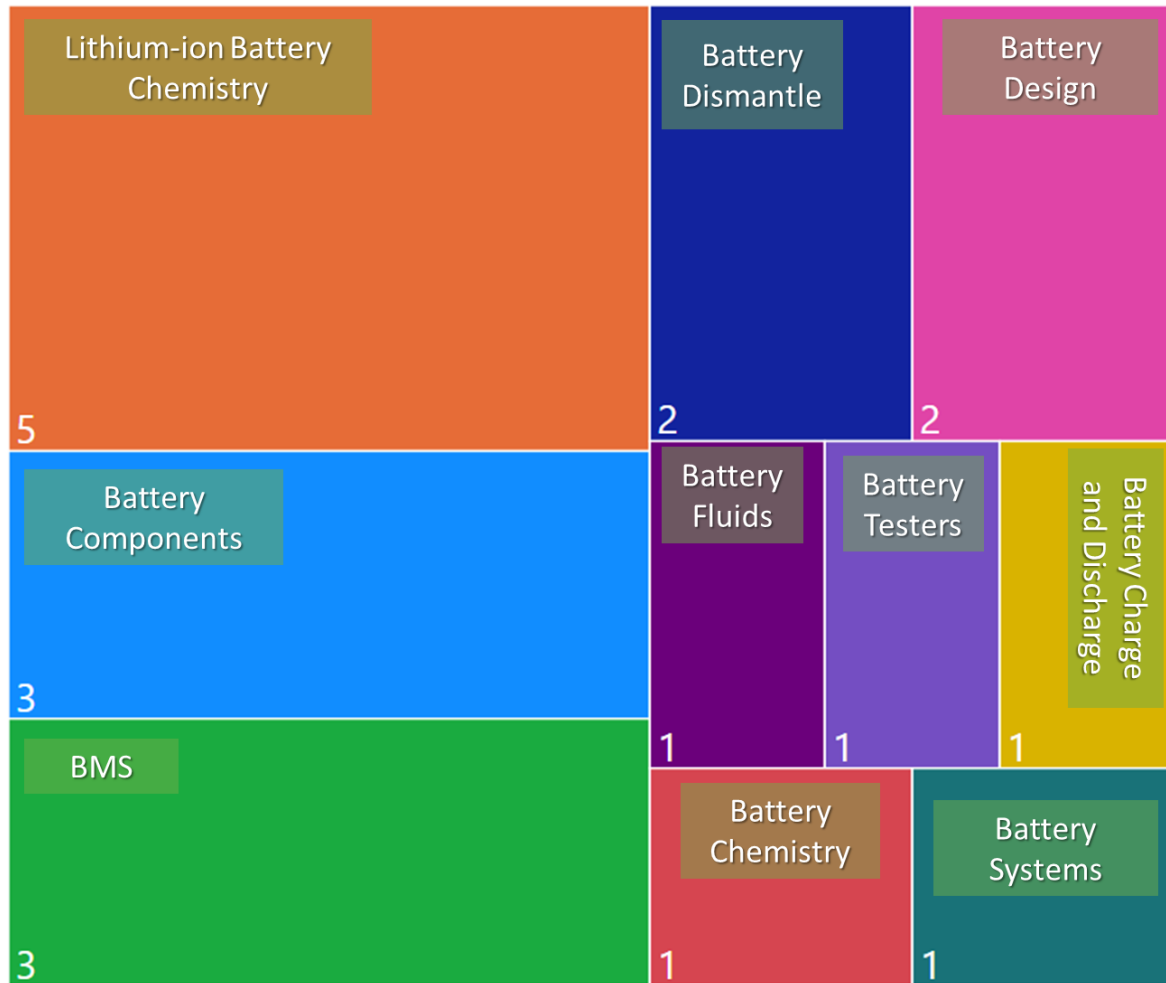 Lithium-ion Battery
Chemistry
5
Battery
Dismantle
2
Battery
Design
2
Battery
Components
3
BMS
3
Battery
Fluids
1
Battery
Testers
1
Battery Charge
and Discharge
1
Battery
Chemistry
1
Battery
Systems
1